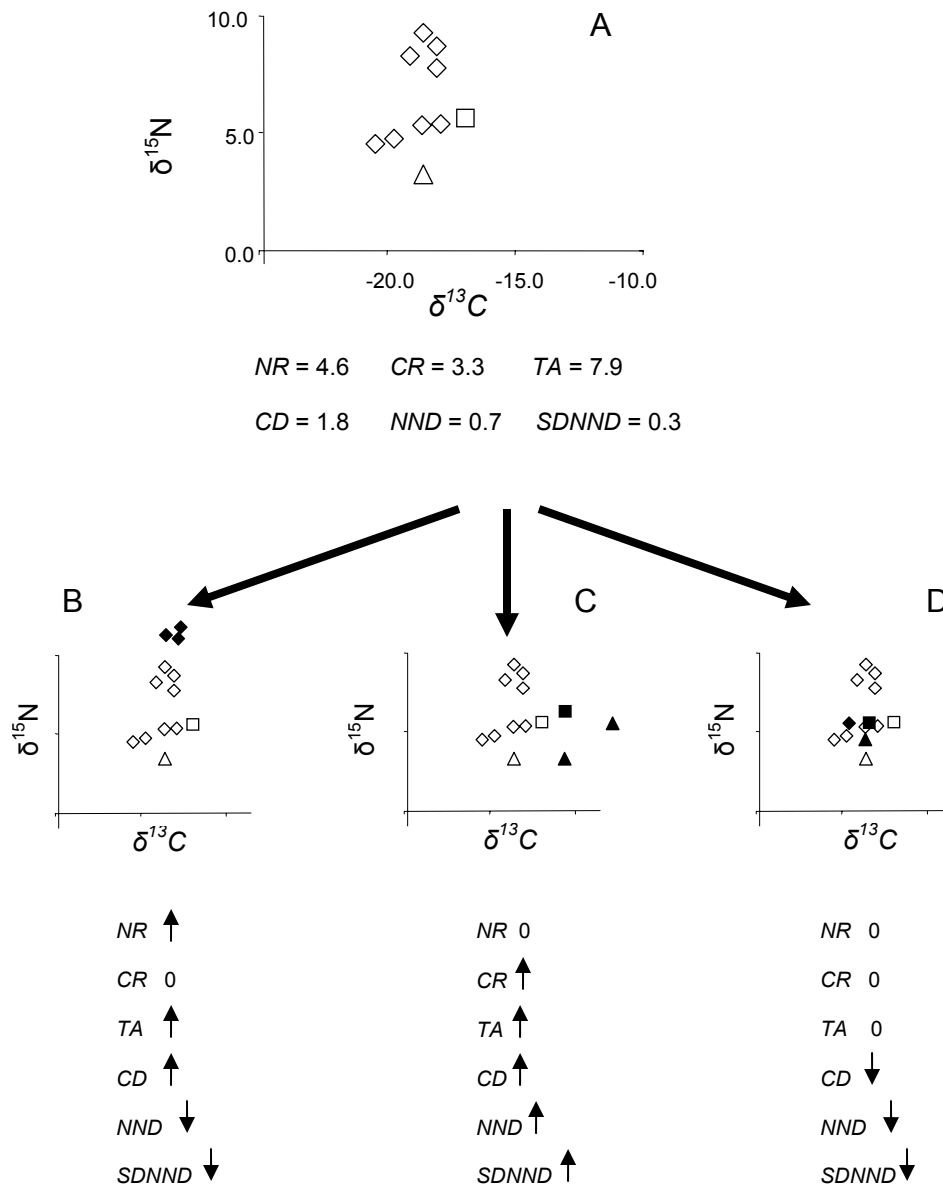 A
10.0
5.0
0.0
δ¹⁵N
-20.0 -15.0 -10.0
δ¹³C
NR = 4.6 CR = 3.3 TA = 7.9
CD = 1.8 NND = 0.7 SDNND = 0.3
B
δ¹⁵N
δ¹³C
NR ↑
CR 0
TA ↑
CD ↑
NND ↓
SDNND ↓
C
δ¹⁵N
δ¹³C
NR 0
CR ↑
TA ↑
CD ↑
NND ↑
SDNND ↑
D
δ¹⁵N
δ¹³C
NR 0
CR 0
TA 0
CD ↓
NND ↓
SDNND ↓